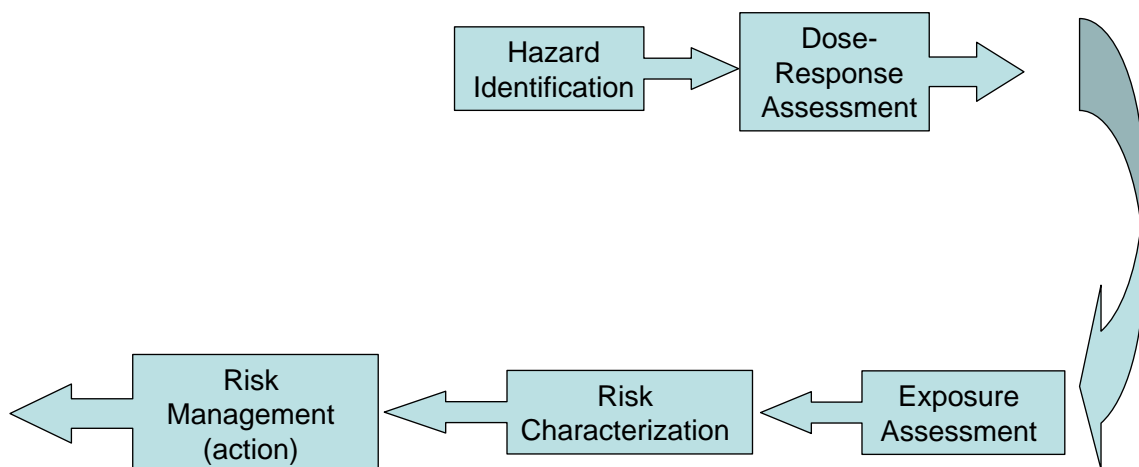 Hazard
Identification
Dose-
Response
Assessment
Exposure
Assessment
Risk
Characterization
Risk
Management
(action)